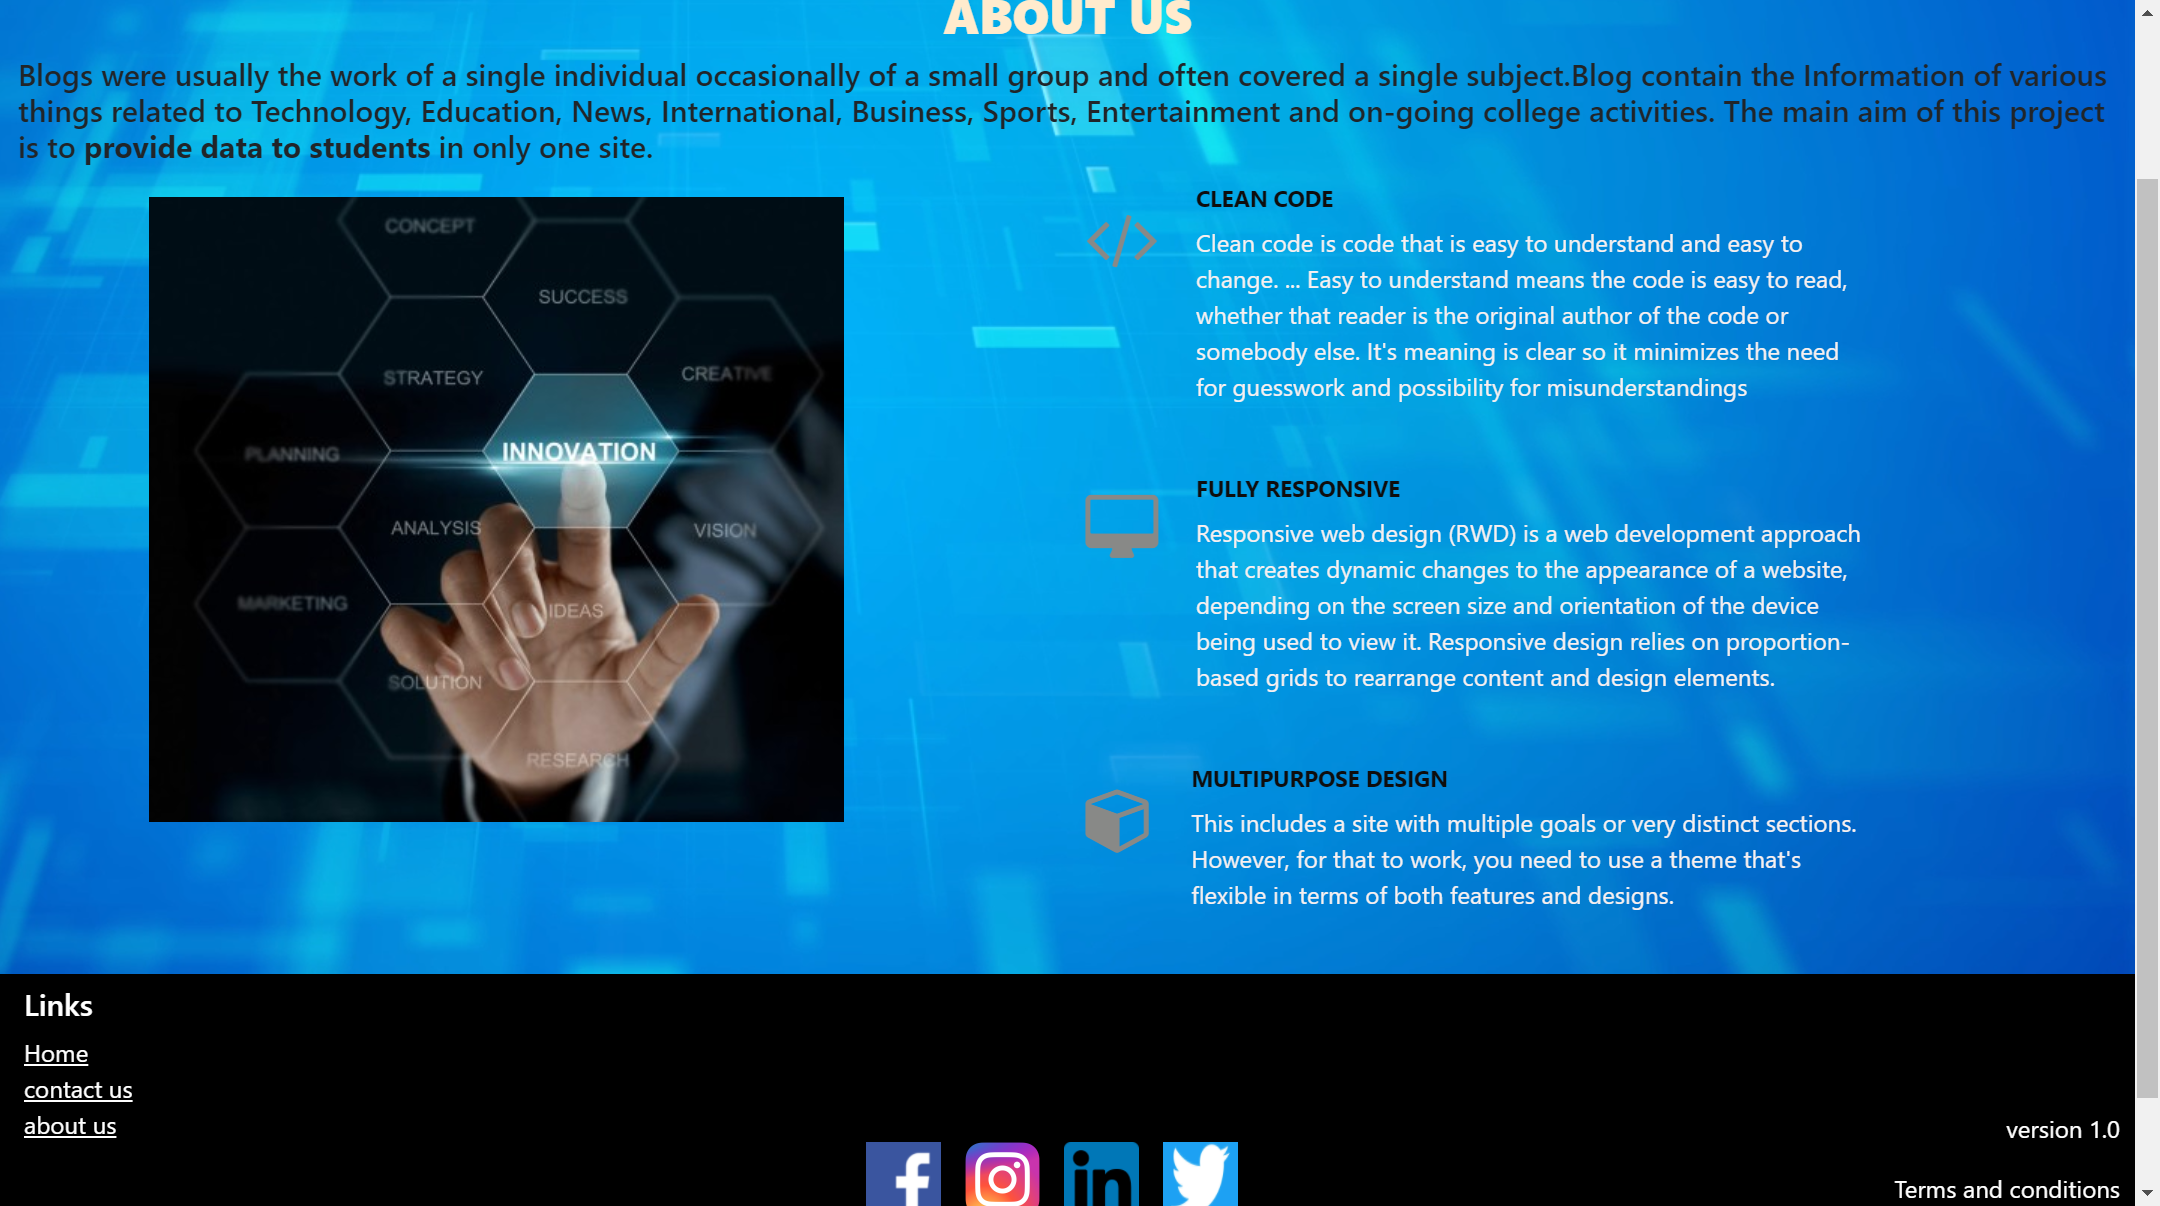 ABOUT US
Blogs were usually the work of a single individual occasionally of a small group and often covered a single subject.Blog contain the Information of various
things related to Technology, Education, News, International, Business, Sports, Entertainment and on-going college activities. The main aim of this project
is to provide data to students in only one site.
CONCEPT
SUCCESS
STRATEGY
CREATIVE
PLANNING
INNOVATION
ANALYSIS
VISION
MARKETING
IDEAS
SOLUTION
RESEARCH
CLEAN CODE
Clean code is code that is easy to understand and easy to
change. ... Easy to understand means the code is easy to read,
whether that reader is the original author of the code or
somebody else. It's meaning is clear so it minimizes the need
for guesswork and possibility for misunderstandings
FULLY RESPONSIVE
Responsive web design (RWD) is a web development approach
that creates dynamic changes to the appearance of a website,
depending on the screen size and orientation of the device
being used to view it. Responsive design relies on proportion-
based grids to rearrange content and design elements.
MULTIPURPOSE DESIGN
This includes a site with multiple goals or very distinct sections.
However, for that to work, you need to use a theme that's
flexible in terms of both features and designs.
Links
Home
contact us
about us
version 1.0
in
Terms and conditions